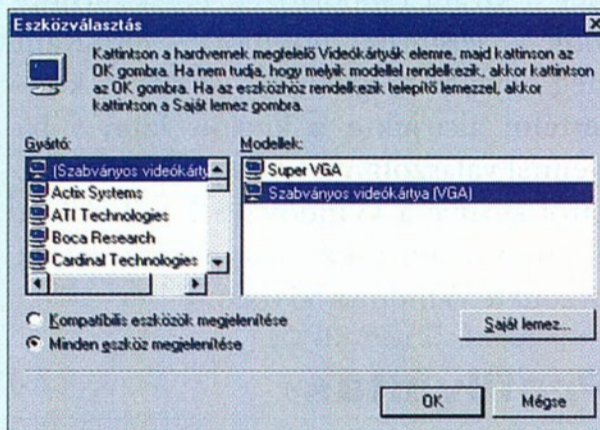 Eszközválasztás
Kattintson a hardvernek megfelelő Videókártyák elemre, majd kattinson az
OK gombra. Ha nem tudja, hogy melyik modellel rendelkezik, akkor kattintson
az OK gombra. Ha az eszközhöz rendelkezik telepítő lemezzel, akkor
kattintson a Saját lemez gombra.
Gyártó:
(Szabványos videókárty
Actix Systems
ATI Technologies
Boca Research
Cardinal Technologies
Modellek:
Super VGA
Szabványos videókártya (VGA)
Kompatíbilis eszközök megjelenítése
Minden eszköz megjelenítése
Saját lemez...
OK
Mégse